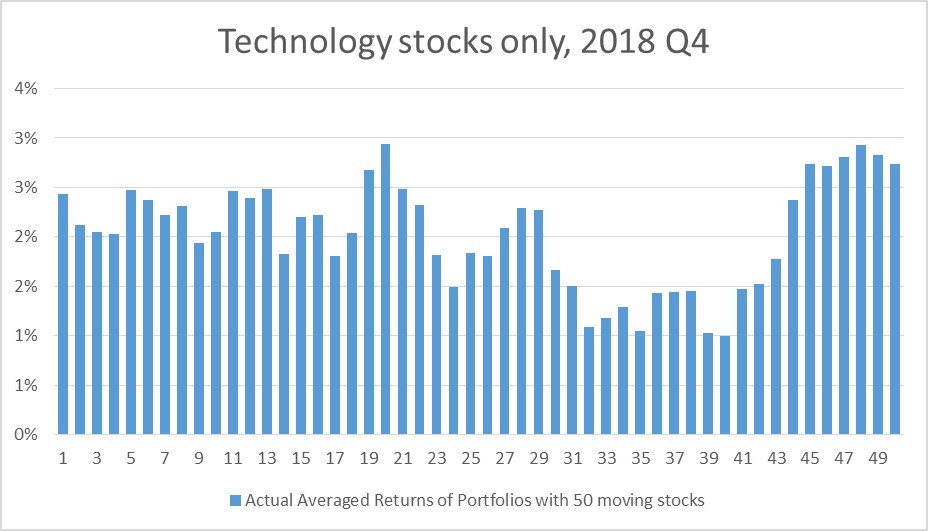 Technology stocks only, 2018 Q4
4%
3%
3%
2%
2%
1%
1%
0%
1 3 5 7 9 11 13 15 17 19 21 23 25 27 29 31 33 35 37 39 41 43 45 47 49
Actual Averaged Returns of Portfolios with 50 moving stocks